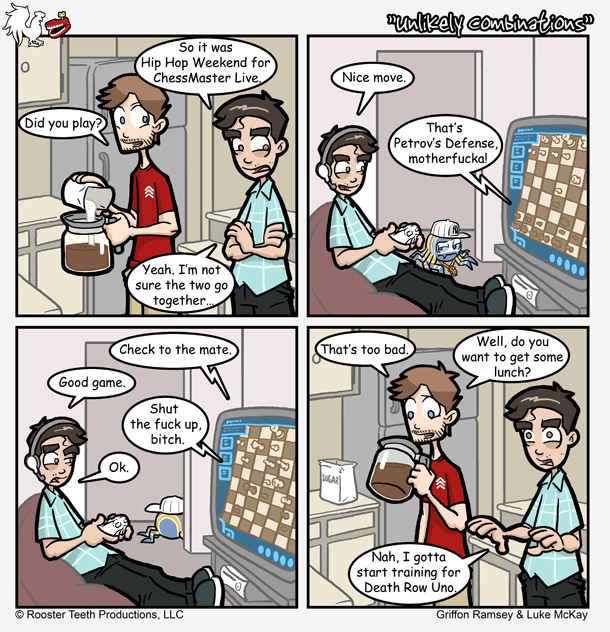 "unlikely combinations"
So it was
Hip Hop Weekend for
ChessMaster Live.
Did you play?
Yeah. I'm not
sure the two go
together...
Nice move.
That's
Petrov's Defense,
motherfucka!
Check to the mate.
Good game.
Shut
the fuck up,
bitch.
Ok.
That's too bad.
Well, do you
want to get some
lunch?
SUGAR
Nah, I gotta
start training for
Death Row Uno.
© Rooster Teeth Productions, LLC
Griffon Ramsey & Luke McKay